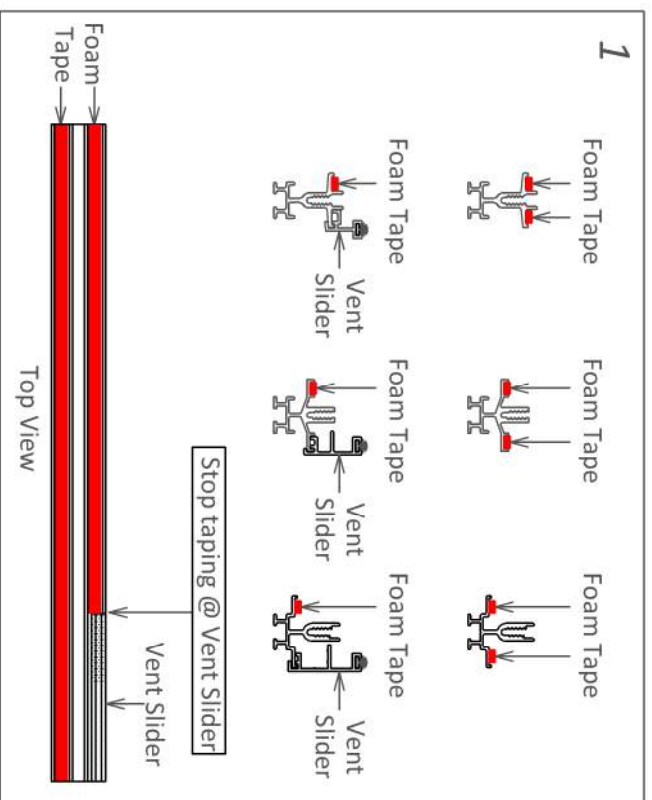 1
Foam Tape
Foam Tape
Foam Tape
Foam Tape
Vent
Slider
Foam Tape
Vent
Slider
Foam Tape
Vent
Slider
Stop taping @ Vent Slider
Vent Slider
Foam
Tape
Top View